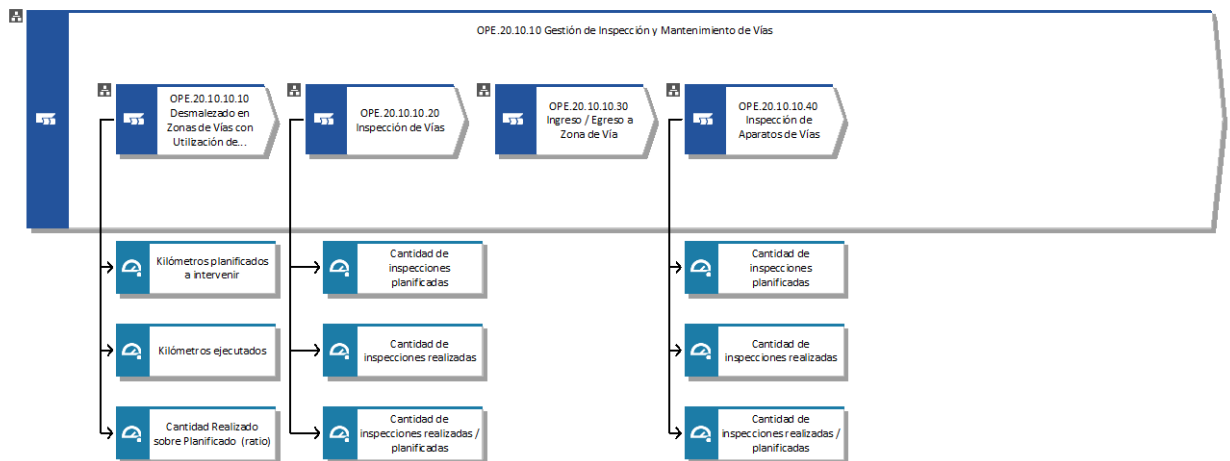 OPE.20.10.10 Gestión de Inspección y Mantenimiento de Vías
OPE.20.10.10.10
Desmalezado en
Zonas de Vías con
Utilización de...
OPE.20.10.10.20
Inspección de Vías
OPE.20.10.10.30
Ingreso / Egreso a
Zona de Vía
OPE.20.10.10.40
Inspección de
Aparatos de Vías
Kilómetros planificados
a intervenir
Cantidad de
inspecciones
planificadas
Cantidad de
inspecciones
planificadas
Kilómetros ejecutados
Cantidad de
inspecciones realizadas
Cantidad de
inspecciones realizadas
Cantidad Realizado
sobre Planificado (ratio)
Cantidad de
inspecciones realizadas /
planificadas
Cantidad de
inspecciones realizadas /
planificadas